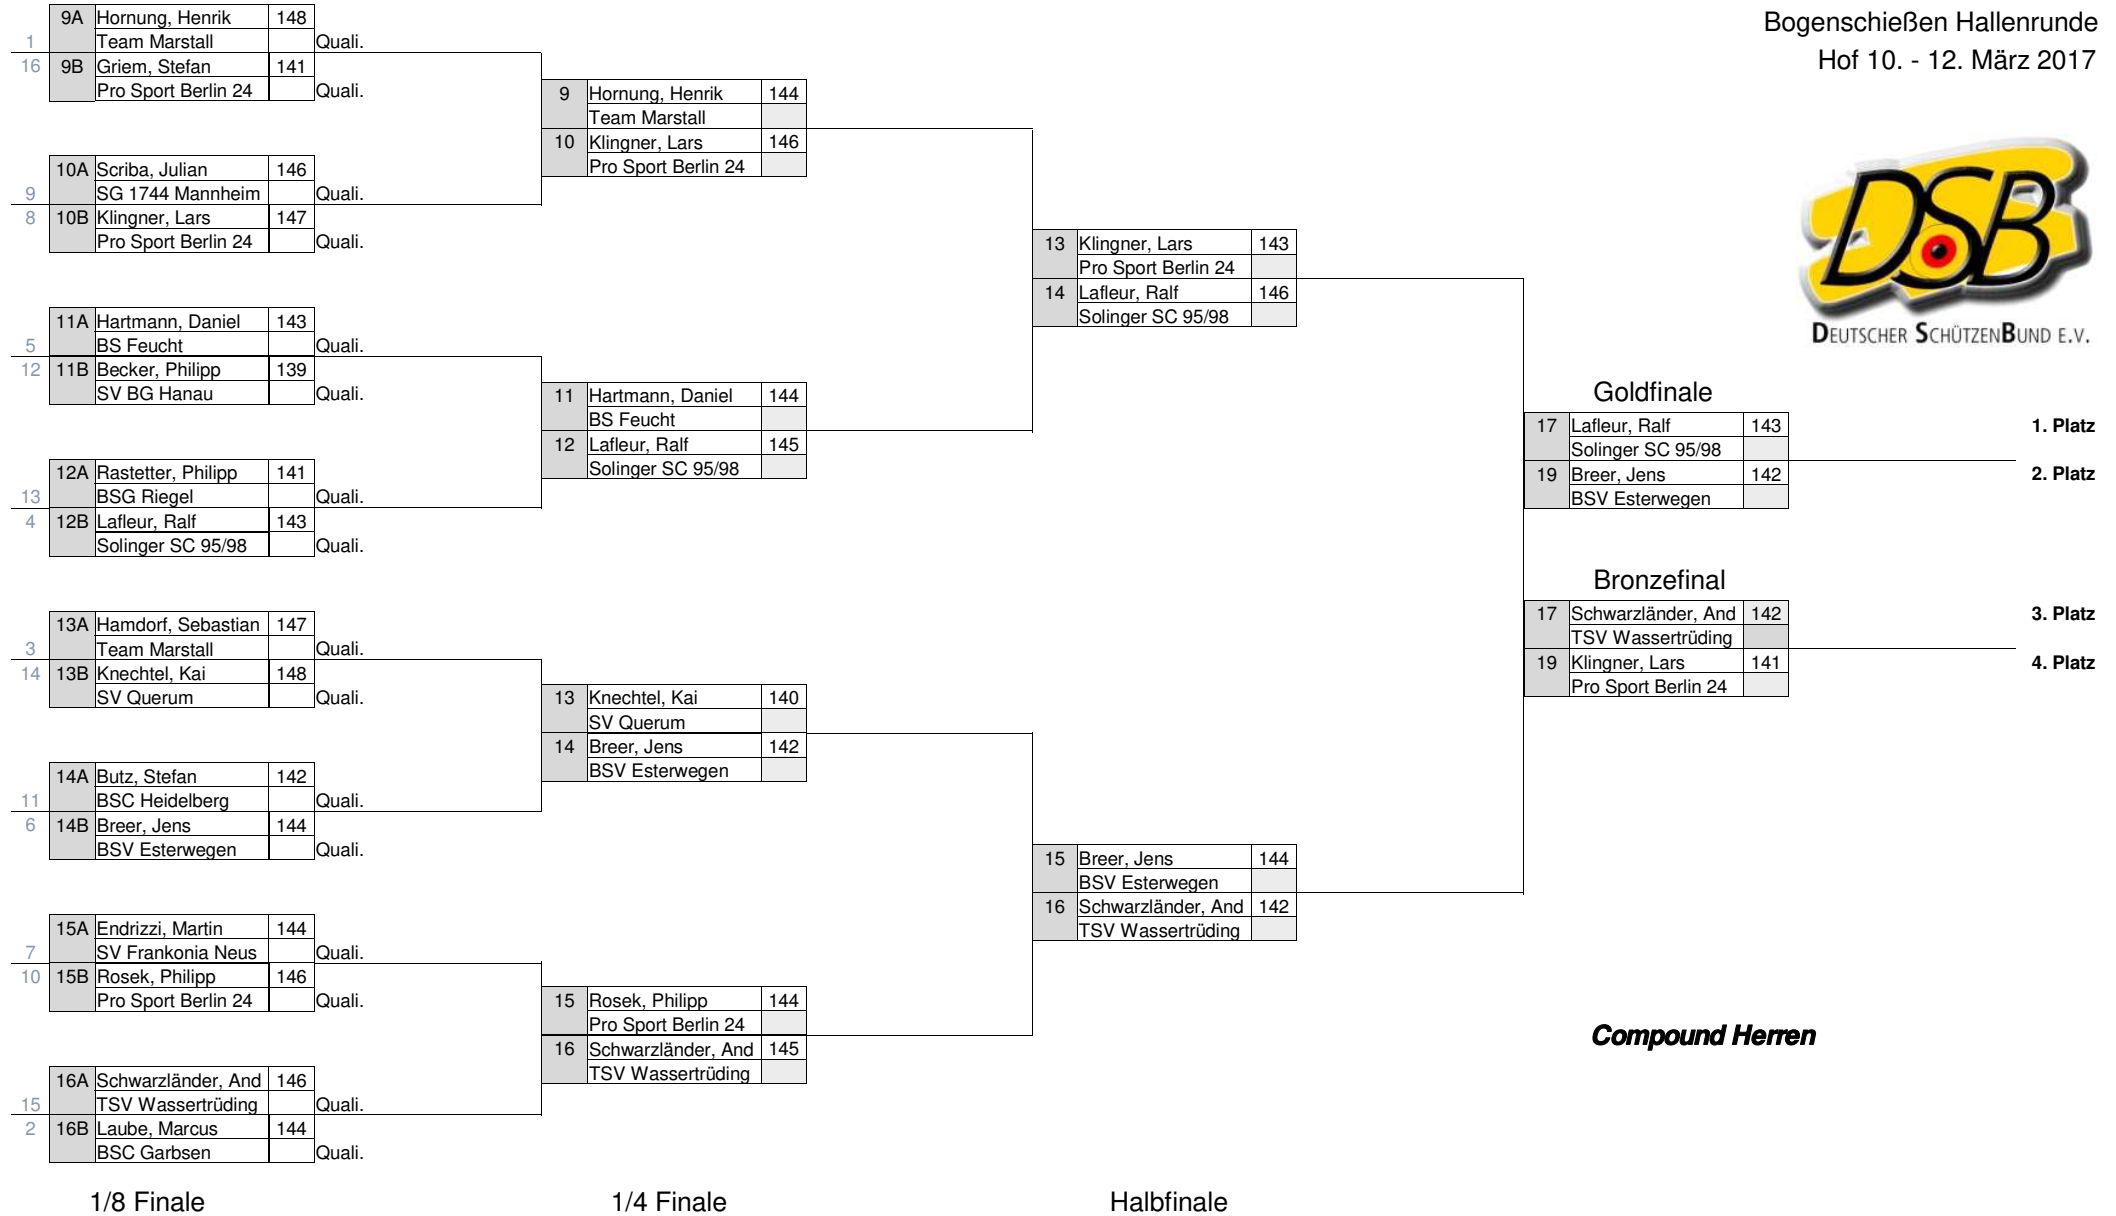 Bogenschießen Hallenrunde
Hof 10. - 12. März 2017
DSB
DEUTSCHER SCHÜTZENBUND E.V.
9A Hornung, Henrik 148
1 Team Marstall Quali.
16 9B Griem, Stefan 141
Pro Sport Berlin 24 Quali.
10A Scriba, Julian 146
9 SG 1744 Mannheim Quali.
8 10B Klingner, Lars 147
Pro Sport Berlin 24 Quali.
11A Hartmann, Daniel 143
5 BS Feucht Quali.
12 11B Becker, Philipp 139
SV BG Hanau Quali.
12A Rastetter, Philipp 141
13 BSG Riegel Quali.
4 12B Lafleur, Ralf 143
Solinger SC 95/98 Quali.
13A Hamdorf, Sebastian 147
3 Team Marstall Quali.
14 13B Knechtel, Kai 148
SV Querum Quali.
14A Butz, Stefan 142
11 BSC Heidelberg Quali.
6 14B Breer, Jens 144
BSV Esterwegen Quali.
15A Endrizzi, Martin 144
7 SV Frankonia Neus Quali.
10 15B Rosek, Philipp 146
Pro Sport Berlin 24 Quali.
16A Schwarzländer, And 146
15 TSV Wassertrüding Quali.
2 16B Laube, Marcus 144
BSC Garbsen Quali.
1/8 Finale
9 Hornung, Henrik 144
Team Marstall
10 Klingner, Lars 146
Pro Sport Berlin 24
11 Hartmann, Daniel 144
BS Feucht
12 Lafleur, Ralf 145
Solinger SC 95/98
13 Knechtel, Kai 140
SV Querum
14 Breer, Jens 142
BSV Esterwegen
15 Rosek, Philipp 144
Pro Sport Berlin 24
16 Schwarzländer, And 145
TSV Wassertrüding
1/4 Finale
13 Klingner, Lars 143
Pro Sport Berlin 24
14 Lafleur, Ralf 146
Solinger SC 95/98
15 Breer, Jens 144
BSV Esterwegen
16 Schwarzländer, And 142
TSV Wassertrüding
Halbfinale
Goldfinale
17 Lafleur, Ralf 143 1. Platz
Solinger SC 95/98
19 Breer, Jens 142 2. Platz
BSV Esterwegen
Bronzefinal
17 Schwarzländer, And 142 3. Platz
TSV Wassertrüding
19 Klingner, Lars 141 4. Platz
Pro Sport Berlin 24
Compound Herren